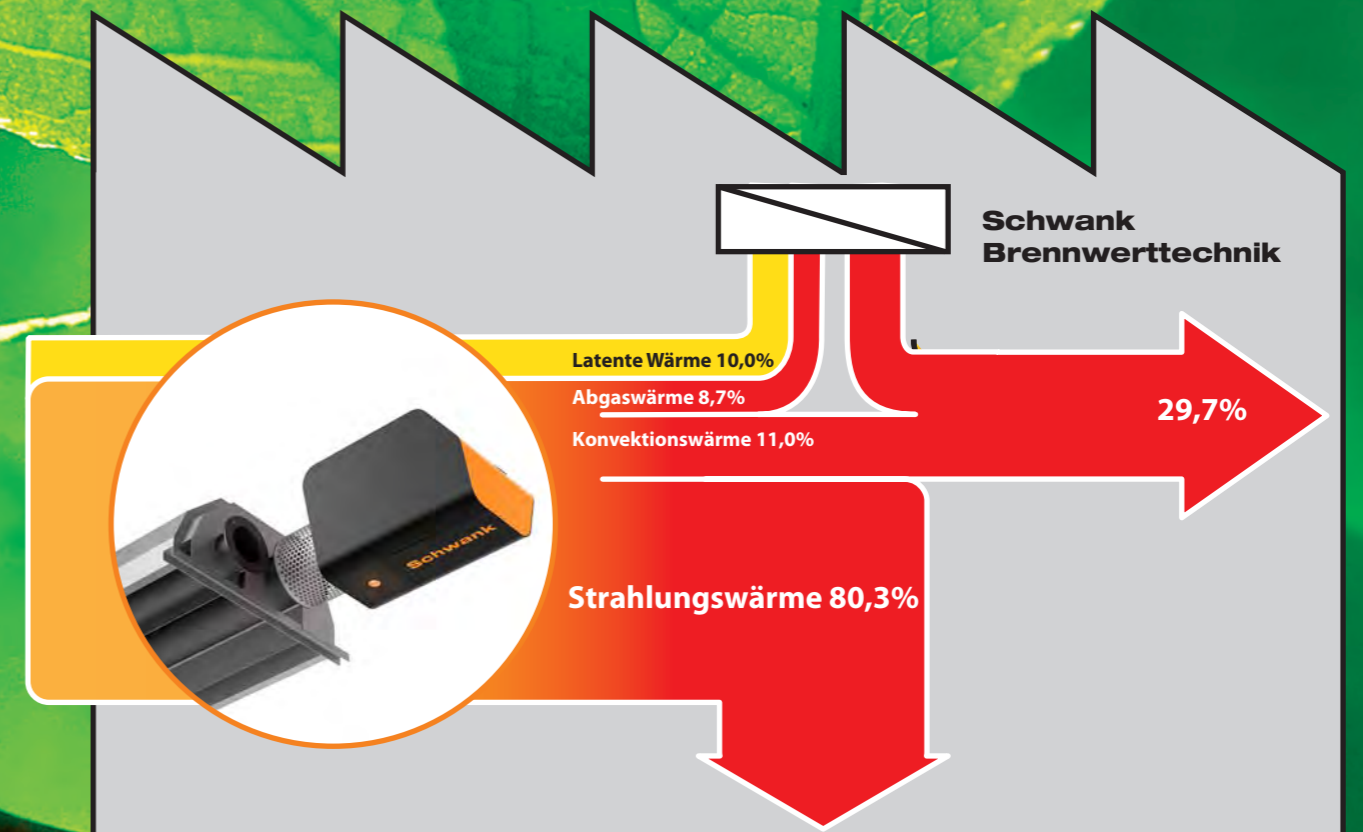 Schwank
Brennwerttechnik
Latente Wärme 10,0%
Abgaswärme 8,7%
29,7%
Konvektionswärme 11,0%
Schwank
Strahlungswärme 80,3%